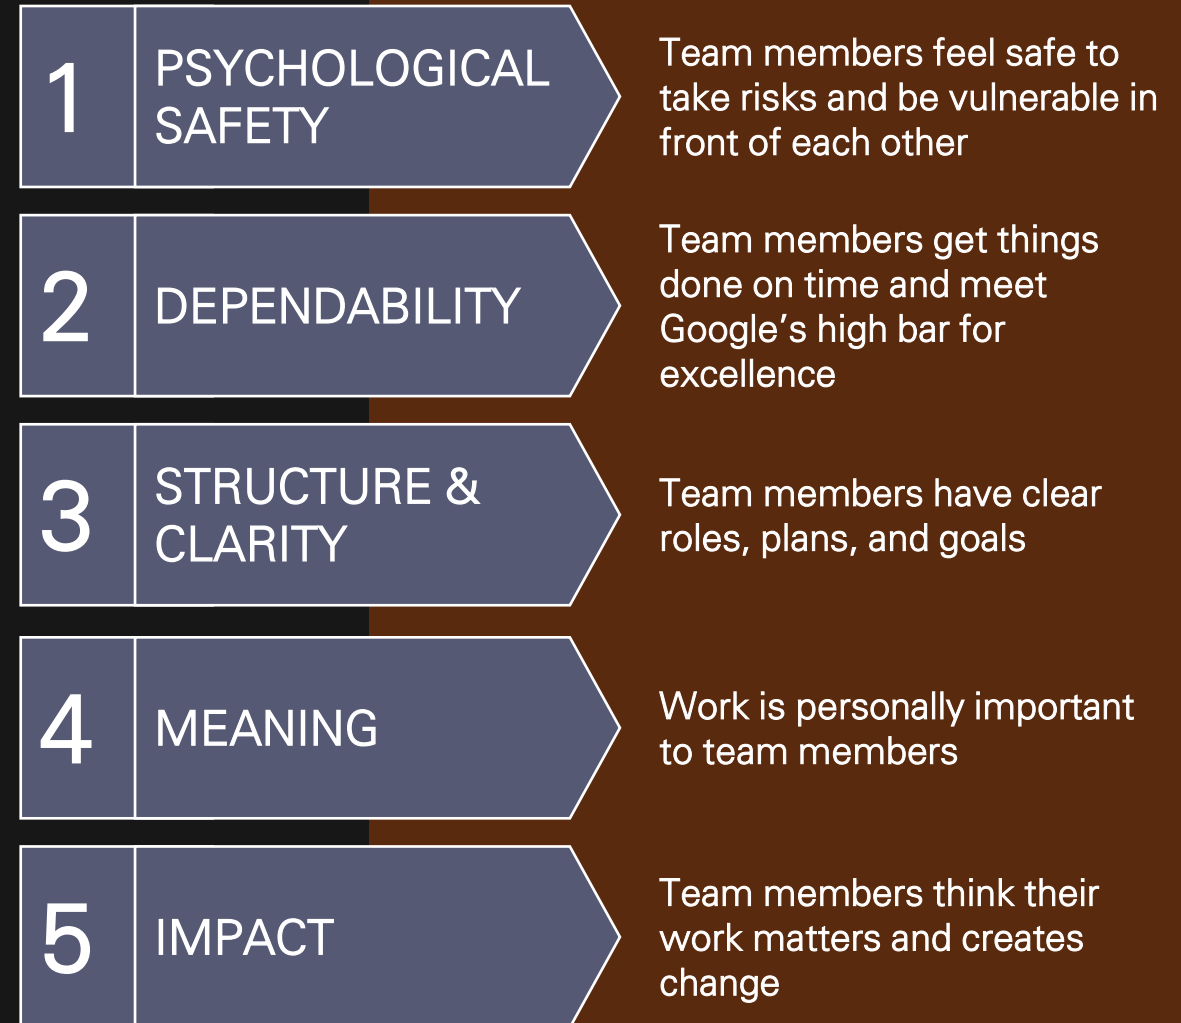 1
PSYCHOLOGICAL
SAFETY
Team members feel safe to
take risks and be vulnerable in
front of each other
2
DEPENDABILITY
Team members get things
done on time and meet
Google’s high bar for
excellence
3
STRUCTURE &
CLARITY
Team members have clear
roles, plans, and goals
4
MEANING
Work is personally important
to team members
5
IMPACT
Team members think their
work matters and creates
change